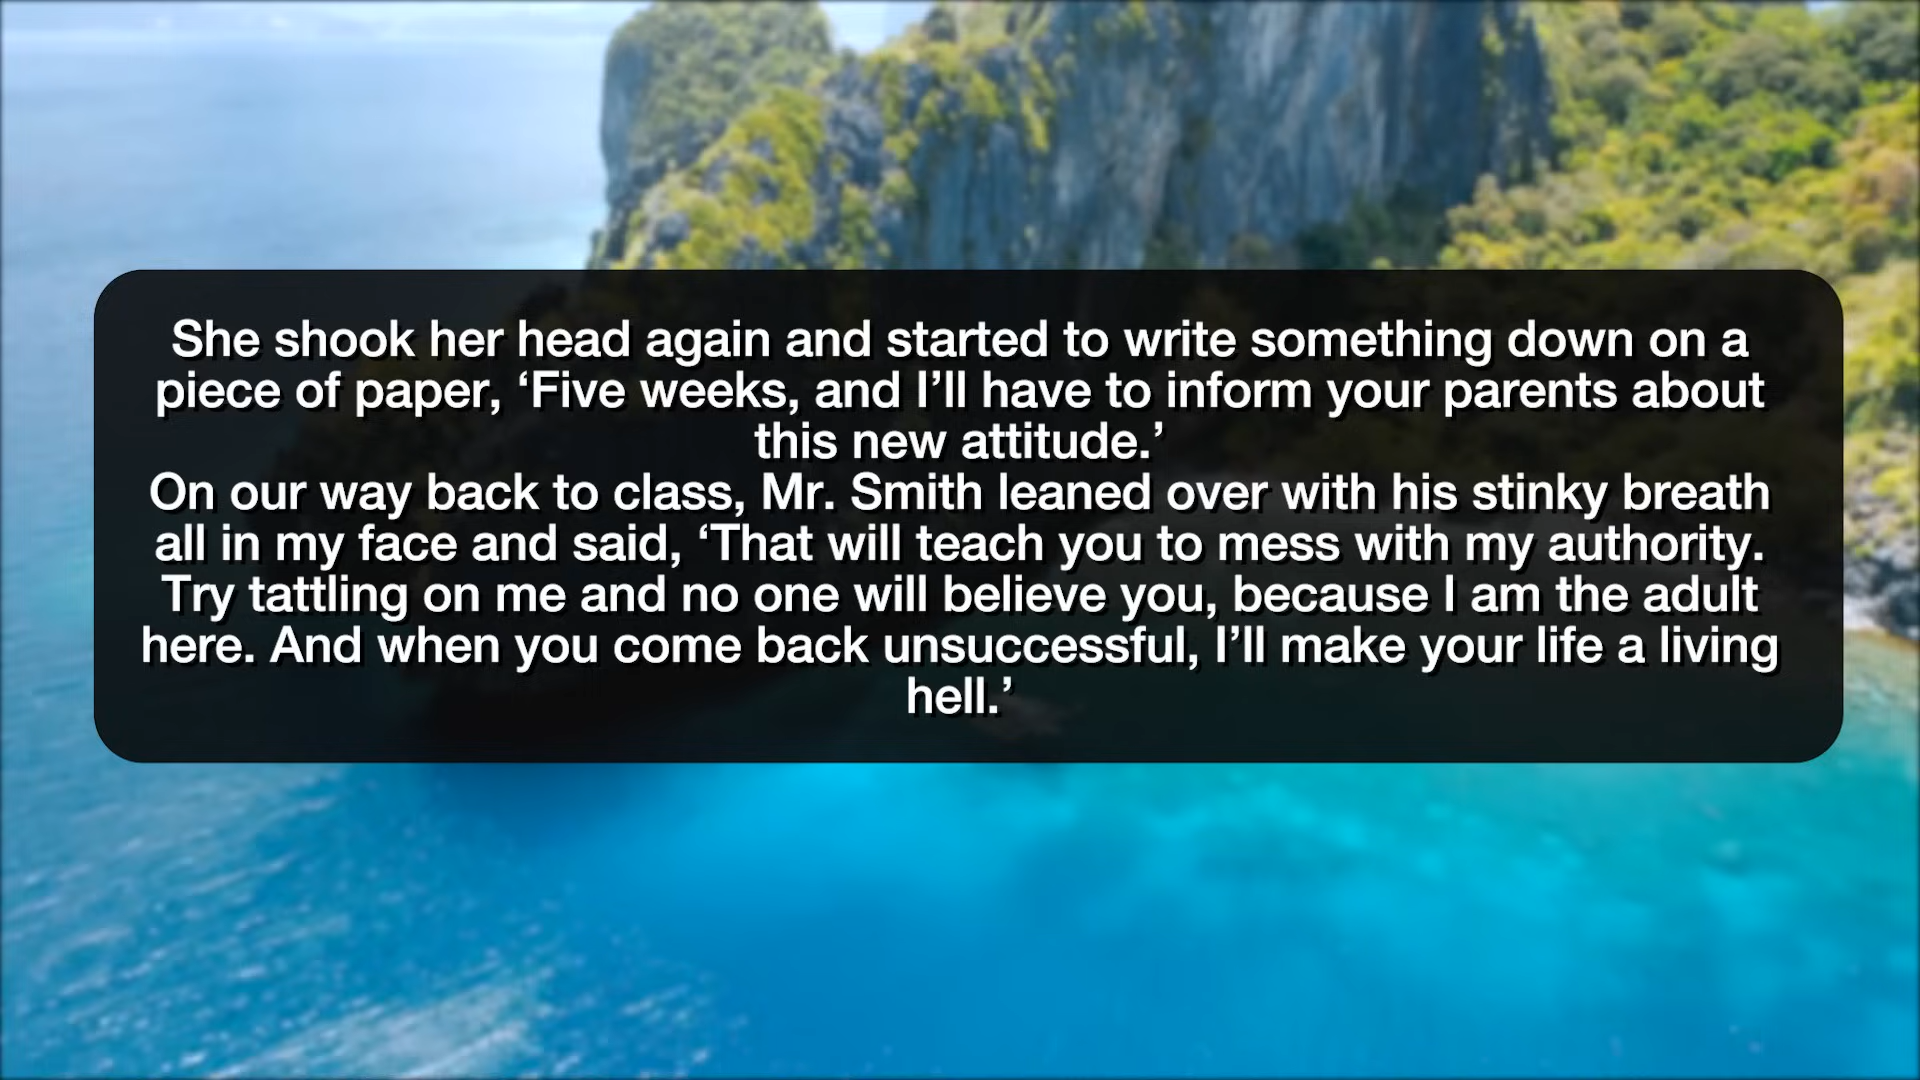 She shook her head again and started to write something down on a
piece of paper, ‘Five weeks, and I’ll have to inform your parents about
this new attitude.’
On our way back to class, Mr. Smith leaned over with his stinky breath
all in my face and said, ‘That will teach you to mess with my authority.
Try tattling on me and no one will believe you, because I am the adult
here. And when you come back unsuccessful, I’ll make your life a living
hell.’